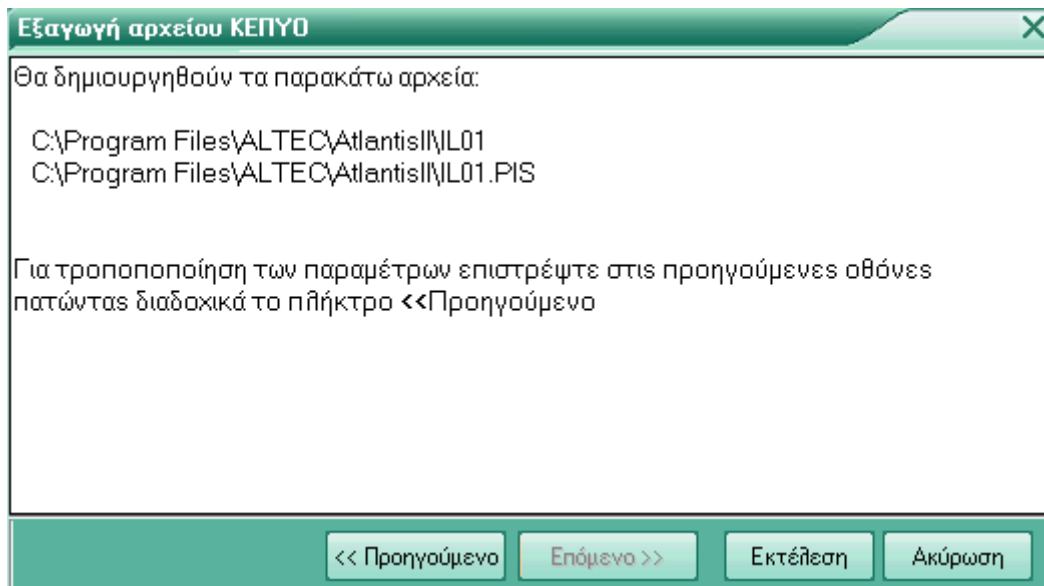 Εξαγωγή αρχείου ΚΕΠΥΟ
Θα δημιουργηθούν τα παρακάτω αρχεία:
C:\Program Files\ALTEC\AtlantisII\IL01
C:\Program Files\ALTEC\AtlantisII\IL01.PIS
Για τροποποποίηση των παραμέτρων επιστρέψτε στις προηγούμενες οθόνες
πατώντας διαδοχικά το πλήκτρο <<Προηγούμενο
<< Προηγούμενο Επόμενο >> Εκτέλεση Ακύρωση